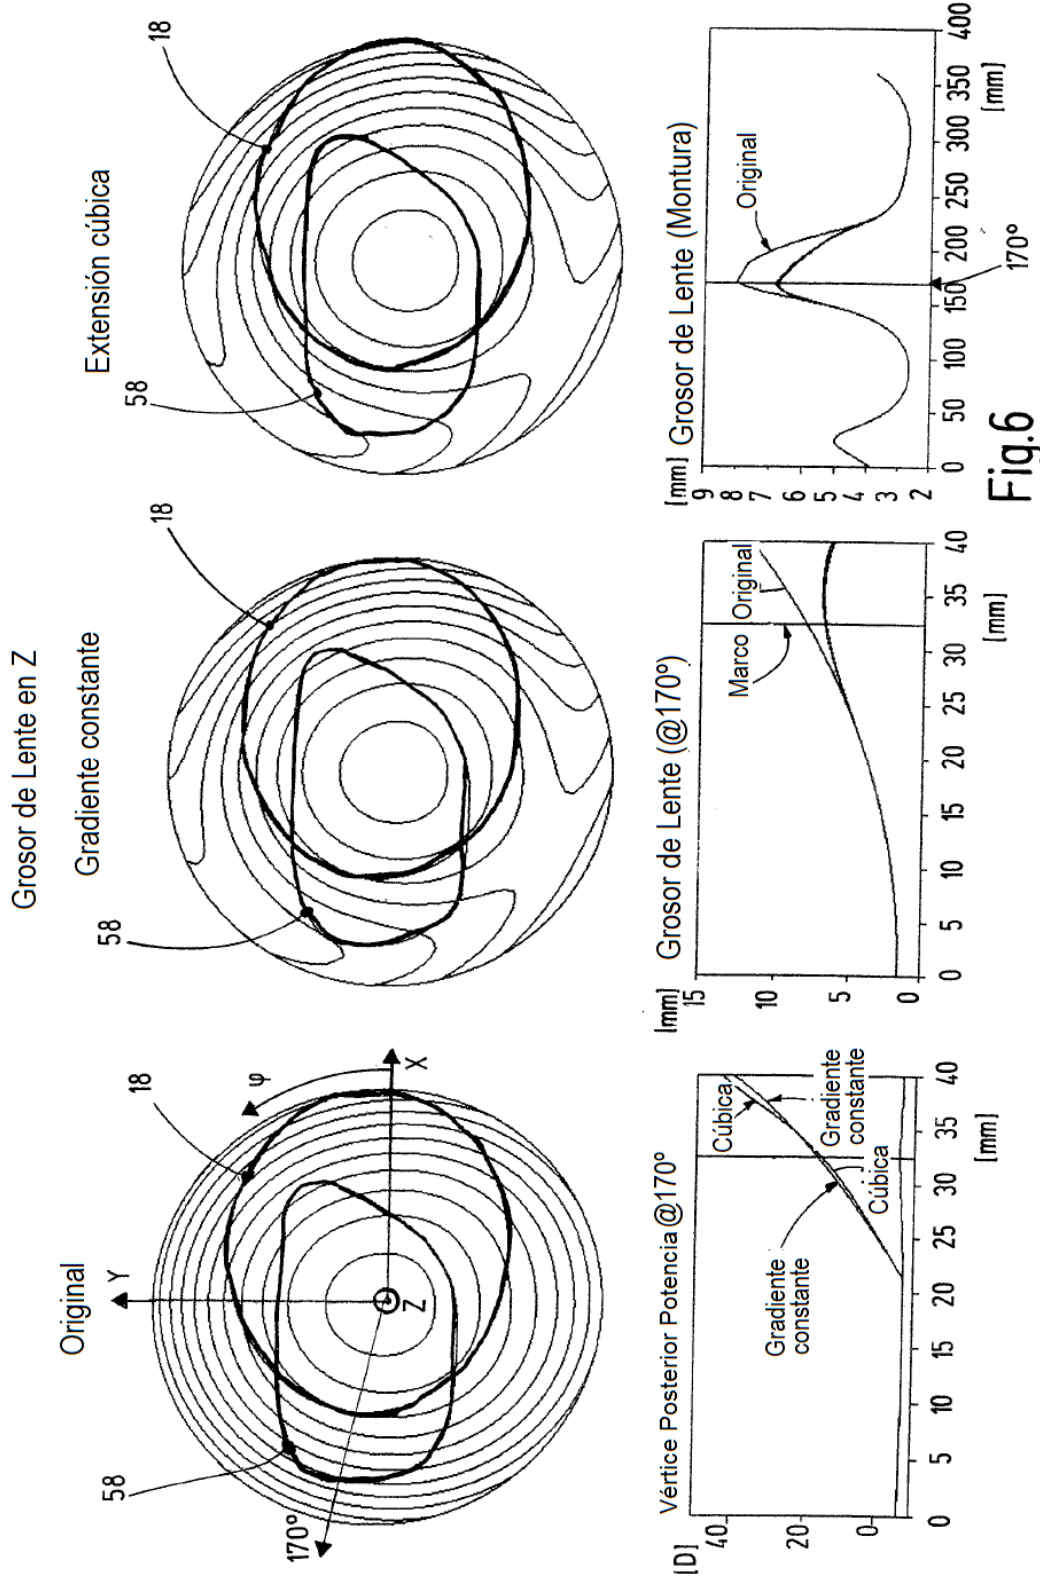 Grosor de Lente en Z
Original
Gradiente constante
Extensión cúbica
58
18
φ
Y
X
Z
170°
58
18
58
18
Vértice Posterior Potencia@170°
[D]
40
20
0
Cúbica
Gradiente
constante
Gradiente
constante
Cúbica
0 5 10 15 20 25 30 35 40
[mm]
Grosor de Lente (@170º)
[mm]
15
10
5
0
Marco
Original
0 5 10 15 20 25 30 35 40
[mm]
[mm] Grosor de Lente (Montura)
9
8
7
6
5
4
3
2
Original
0 50 100 150 200 250 300 350 400
[mm]
170°
Fig.6